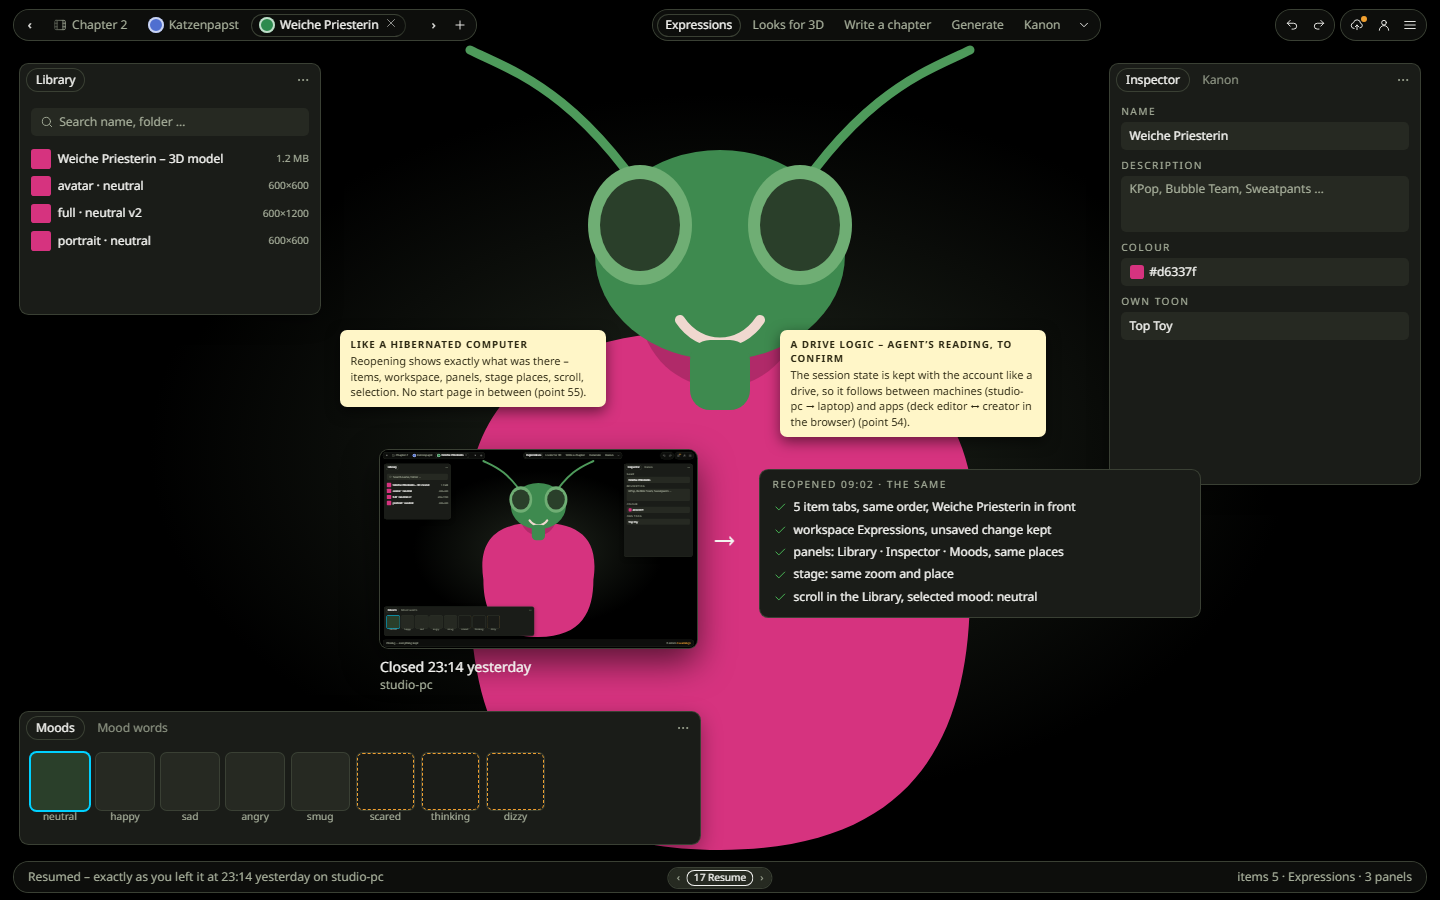 Chapter 2
Katzenpapst
Weiche Priesterin
Expressions
Looks for 3D
Write a chapter
Generate
Kanon
Library
Search name, folder ...
Weiche Priesterin – 3D model 1.2 MB
avatar · neutral 600×600
full · neutral v2 600×1200
portrait · neutral 600×600
Inspector
Kanon
NAME
Weiche Priesterin
DESCRIPTION
KPop, Bubble Team, Sweatpants ...
COLOUR
#d6337f
OWN TOON
Top Toy
LIKE A HIBERNATED COMPUTER
Reopening shows exactly what was there –
items, workspace, panels, stage places, scroll,
selection. No start page in between (point 55).
A DRIVE LOGIC – AGENT'S READING, TO
CONFIRM
The session state is kept with the account like a
drive, so it follows between machines (studio-
pc → laptop) and apps (deck editor ↔ creator in
the browser) (point 54).
→
REOPENED 09:02 · THE SAME
5 item tabs, same order, Weiche Priesterin in front
workspace Expressions, unsaved change kept
panels: Library · Inspector · Moods, same places
stage: same zoom and place
scroll in the Library, selected mood: neutral
Closed 23:14 yesterday
studio-pc
Moods
Mood words
neutral
happy
sad
angry
smug
scared
thinking
dizzy
Resumed – exactly as you left it at 23:14 yesterday on studio-pc
‹ 17 Resume ›
items 5 · Expressions · 3 panels